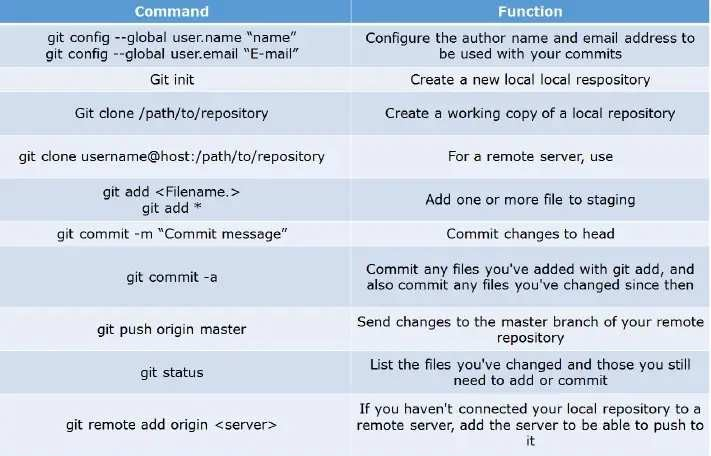 Command
Function
git config --global user.name “name”
git config --global user.email “E-mail”
Configure the author name and email address to
be used with your commits
Git init
Create a new local local respository
Git clone /path/to/repository
Create a working copy of a local repository
git clone username@host:/path/to/repository
For a remote server, use
git add <Filename.>
git add *
Add one or more file to staging
git commit -m “Commit message”
Commit changes to head
git commit -a
Commit any files you've added with git add, and
also commit any files you've changed since then
git push origin master
Send changes to the master branch of your remote
repository
git status
List the files you've changed and those you still
need to add or commit
git remote add origin <server>
If you haven't connected your local repository to a
remote server, add the server to be able to push to
it